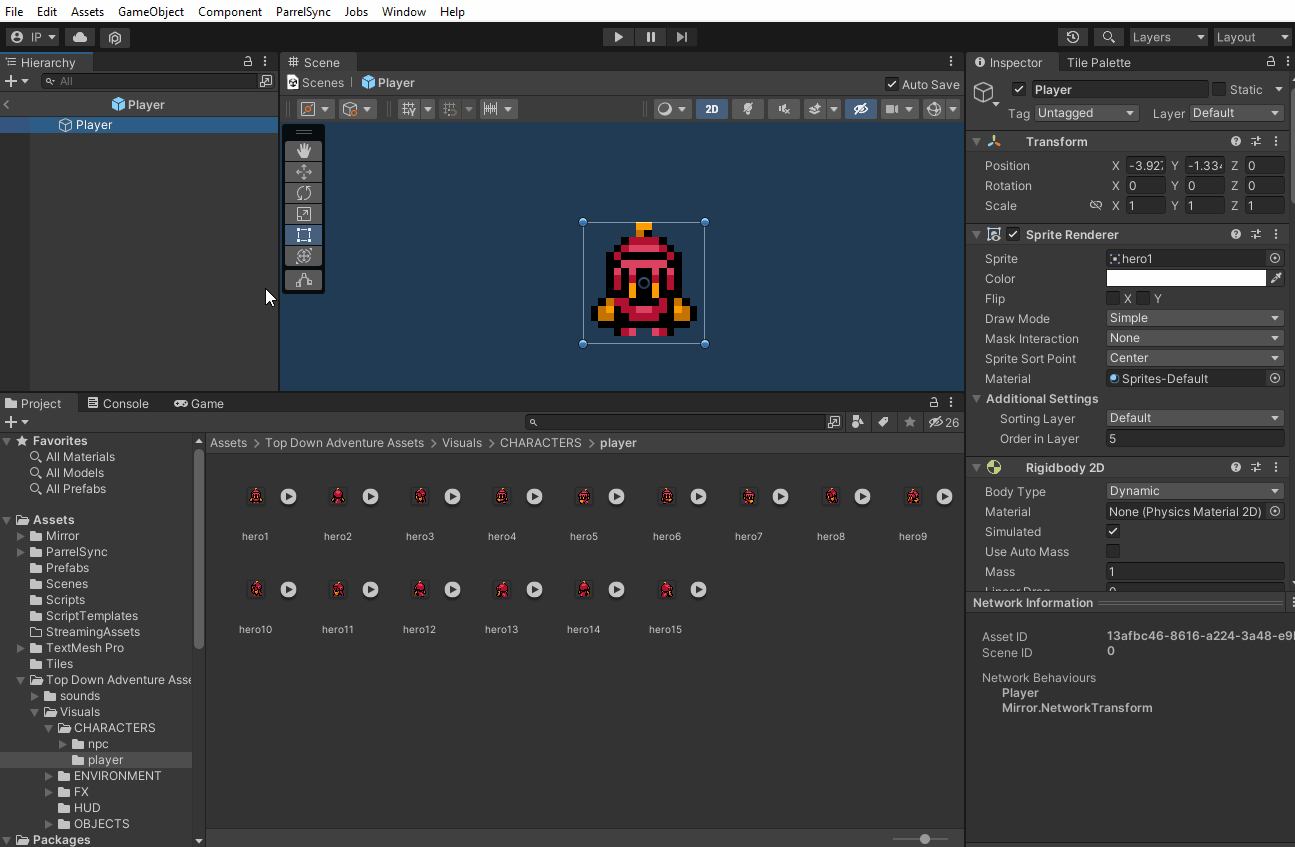 File Edit Assets GameObject Component ParrelSync Jobs Window Help
IP Layers Layout
Hierarchy
All
Player
Player
Scene
Scenes Player Auto Save
2D
Inspector Tile Palette
Player Static
Tag Untagged Layer Default
Transform
Position X -3.927 Y -1.334 Z 0
Rotation X 0 Y 0 Z 0
Scale X 1 Y 1 Z 1
Sprite Renderer
Sprite hero1
Color
Flip X Y
Draw Mode Simple
Mask Interaction None
Sprite Sort Point Center
Material Sprites-Default
Additional Settings
Sorting Layer Default
Order in Layer 5
Rigidbody 2D
Body Type Dynamic
Material None (Physics Material 2D)
Simulated
Use Auto Mass
Mass 1
Linear Drag 0
Network Information
Asset ID 13afbc46-8616-a224-3a48-e9
Scene ID 0
Network Behaviours
Player
Mirror.NetworkTransform
Project Console Game
26
Favorites
All Materials
All Models
All Prefabs
Assets
Mirror
ParrelSync
Prefabs
Scenes
Scripts
ScriptTemplates
StreamingAssets
TextMesh Pro
Tiles
Top Down Adventure Asse
sounds
Visuals
CHARACTERS
npc
player
ENVIRONMENT
FX
HUD
OBJECTS
Packages
Assets > Top Down Adventure Assets > Visuals > CHARACTERS > player
hero1 hero2 hero3 hero4 hero5 hero6 hero7 hero8 hero9
hero10 hero11 hero12 hero13 hero14 hero15